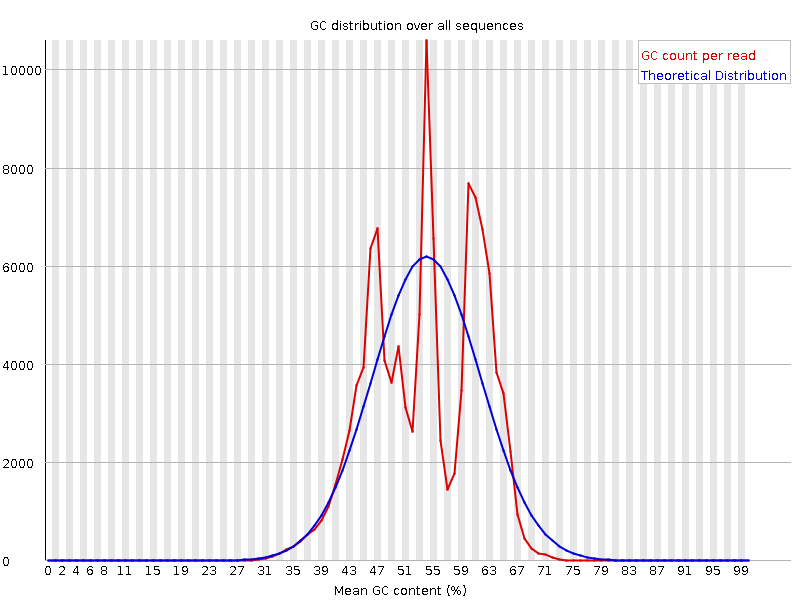 GC distribution over all sequences
GC count per read
Theoretical Distribution
10000
8000
6000
4000
2000
0
0 2 4 6 8 11 15 19 23 27 31 35 39 43 47 51 55 59 63 67 71 75 79 83 87 91 95 99
Mean GC content (%)